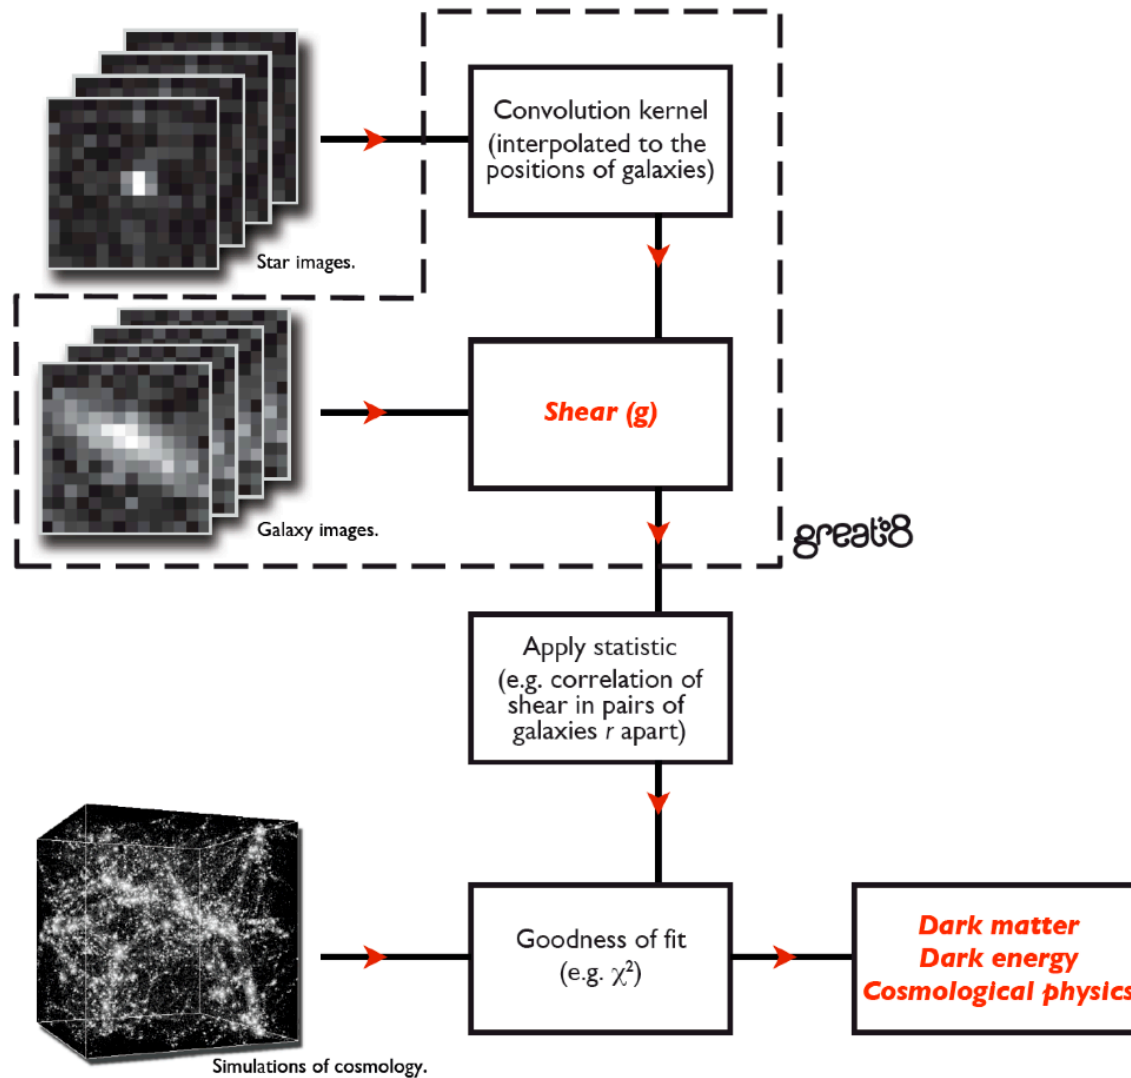 Convolution kernel
(interpolated to the
positions of galaxies)
Star images.
Shear (g)
Galaxy images.
great08
Apply statistic
(e.g. correlation of
shear in pairs of
galaxies r apart)
Goodness of fit
(e.g. χ²)
Dark matter
Dark energy
Cosmological physics
Simulations of cosmology.